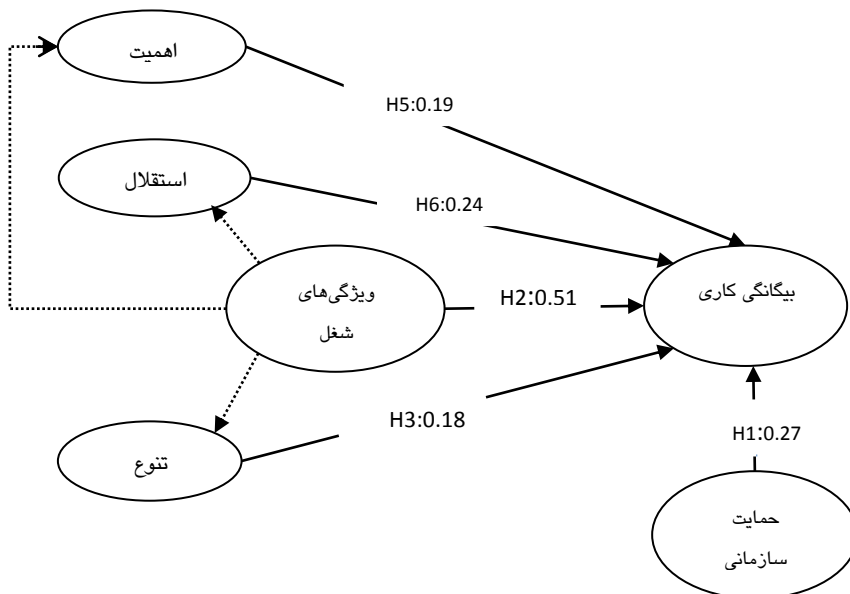 اهمیت
H5:0.19
استقلال
H6:0.24
ویژگی‌های
شغل
H2:0.51
بیگانگی کاری
H3:0.18
تنوع
H1:0.27
حمایت
سازمانی